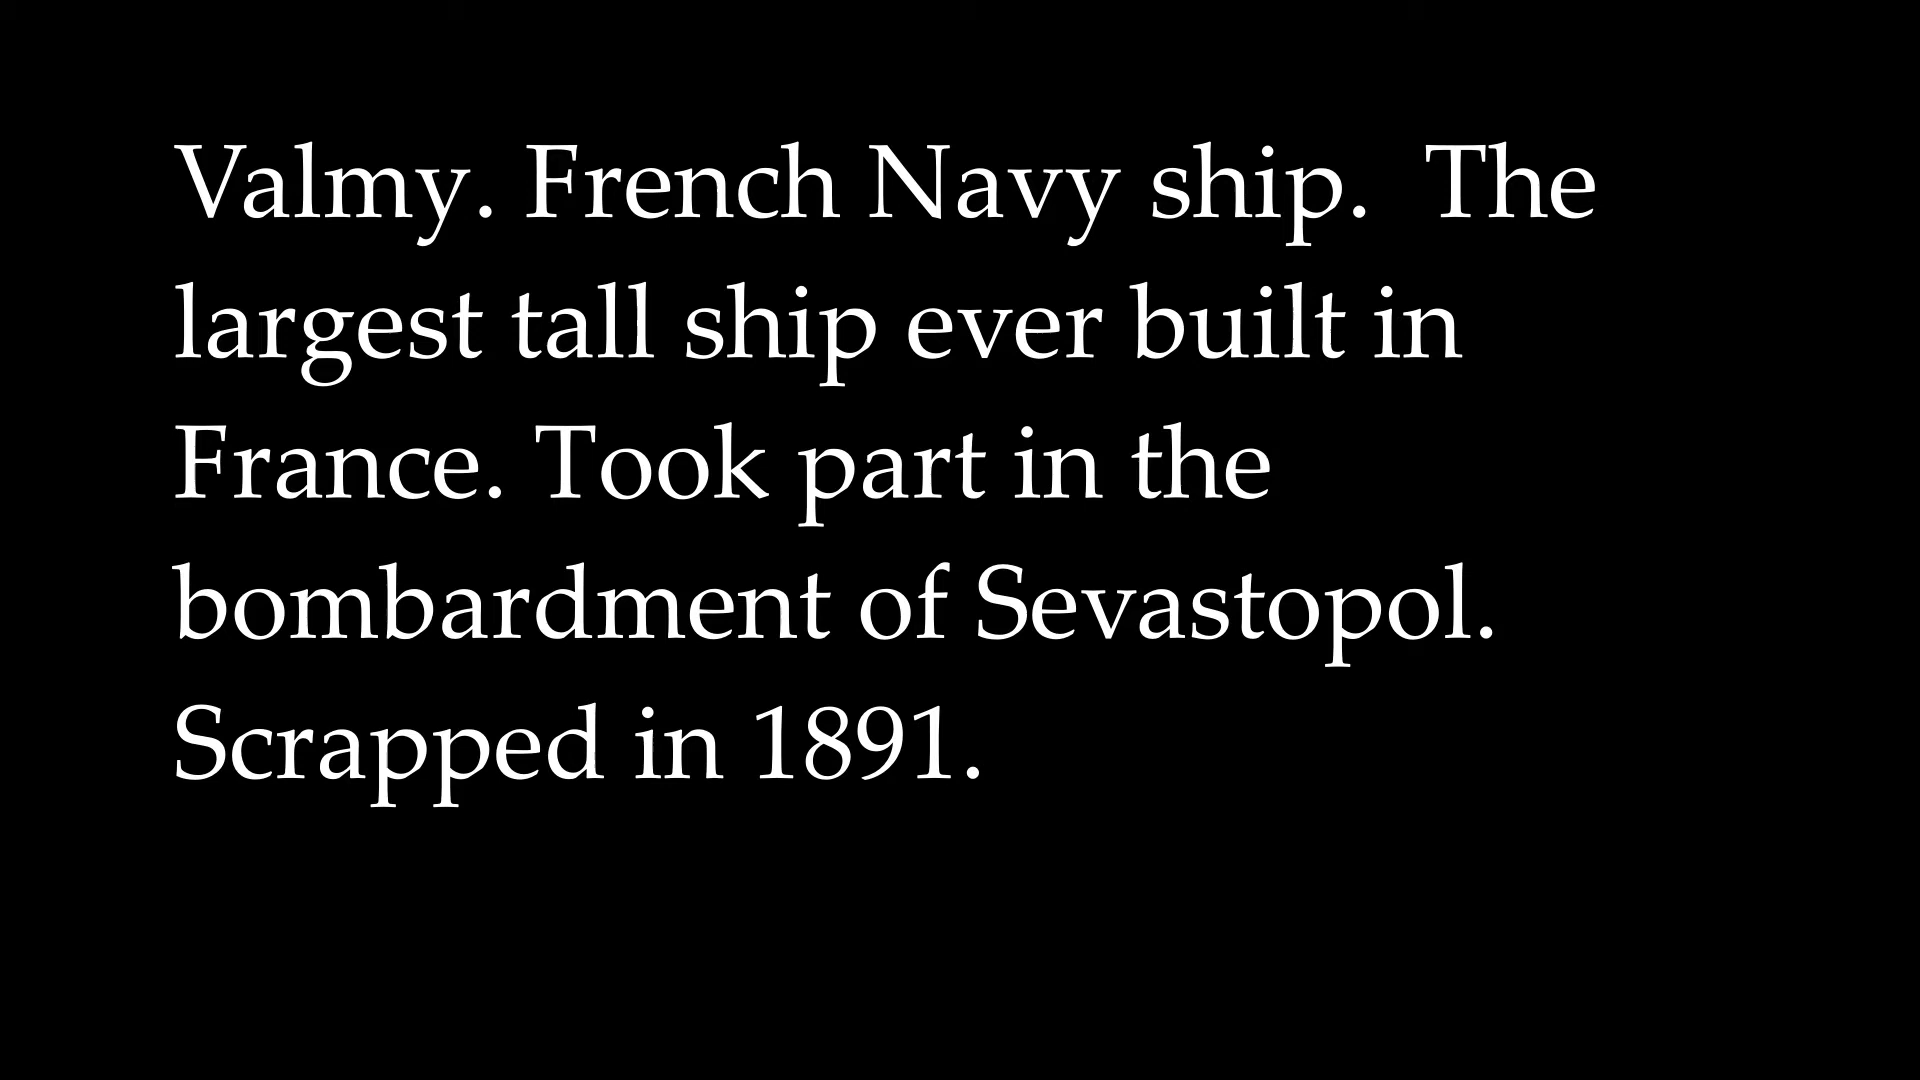 Valmy. French Navy ship.  The
largest tall ship ever built in
France. Took part in the
bombardment of Sevastopol.
Scrapped in 1891.